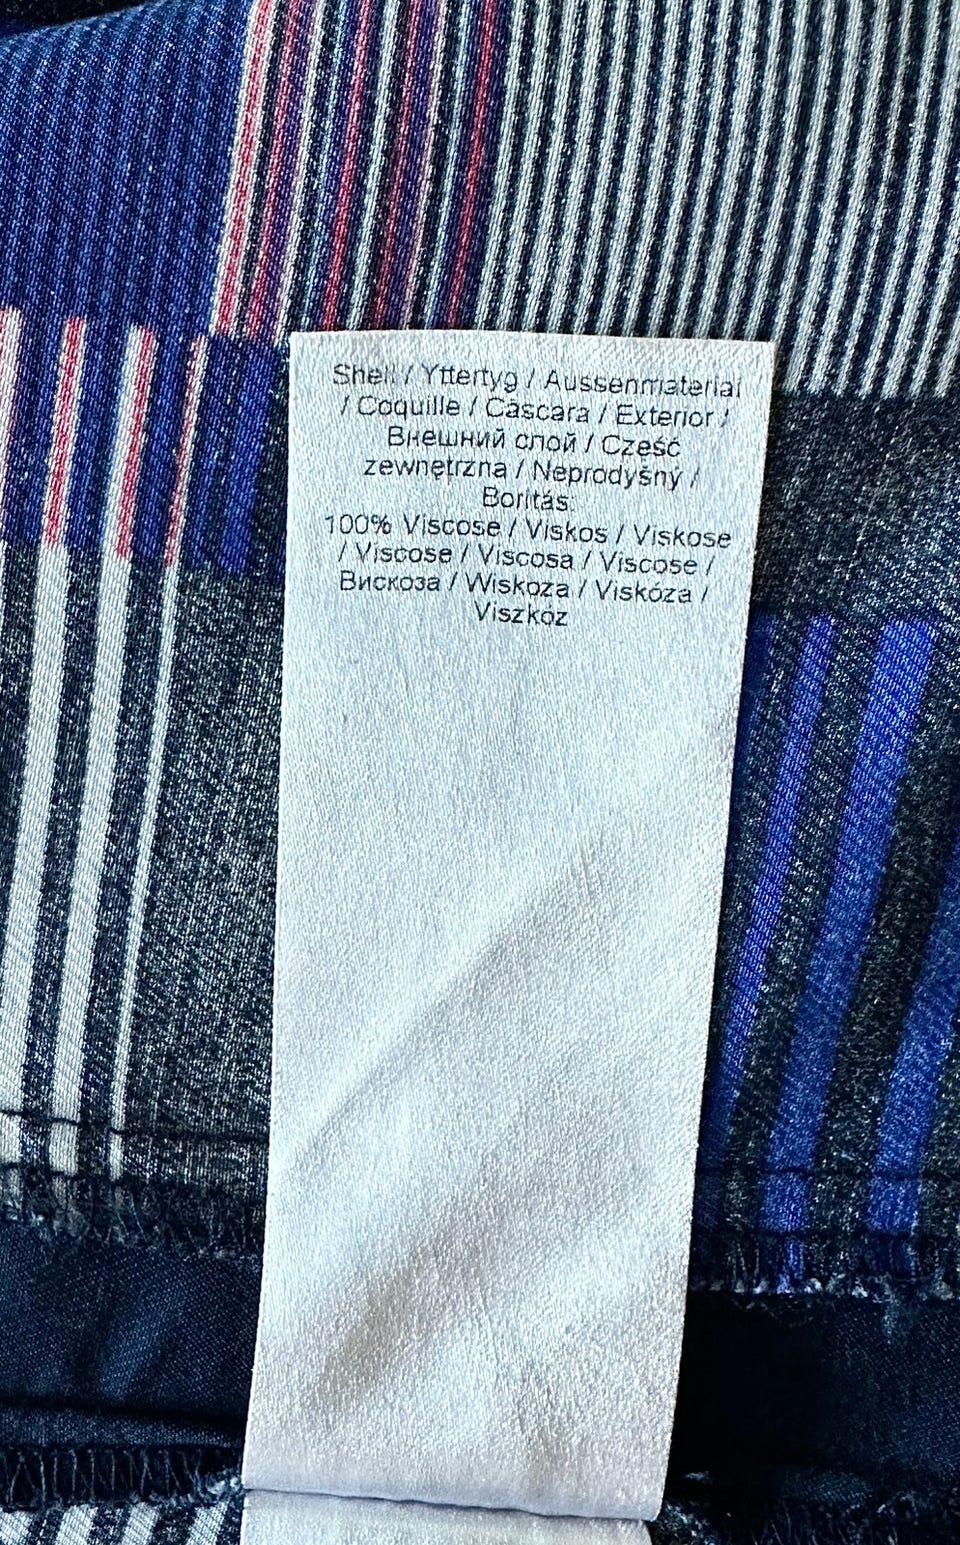 Shell / Yttertyg / Aussenmaterial
/ Coquille / Cáscara / Exterior /
Внешний слой / Cześć
zewnętrzna / Neprodyšný /
Borítás:
100% Viscose / Viskos / Viskose
/ Viscose / Viscosa / Viscose /
Вискоза / Wiskoza / Viskóza /
Viszkóz